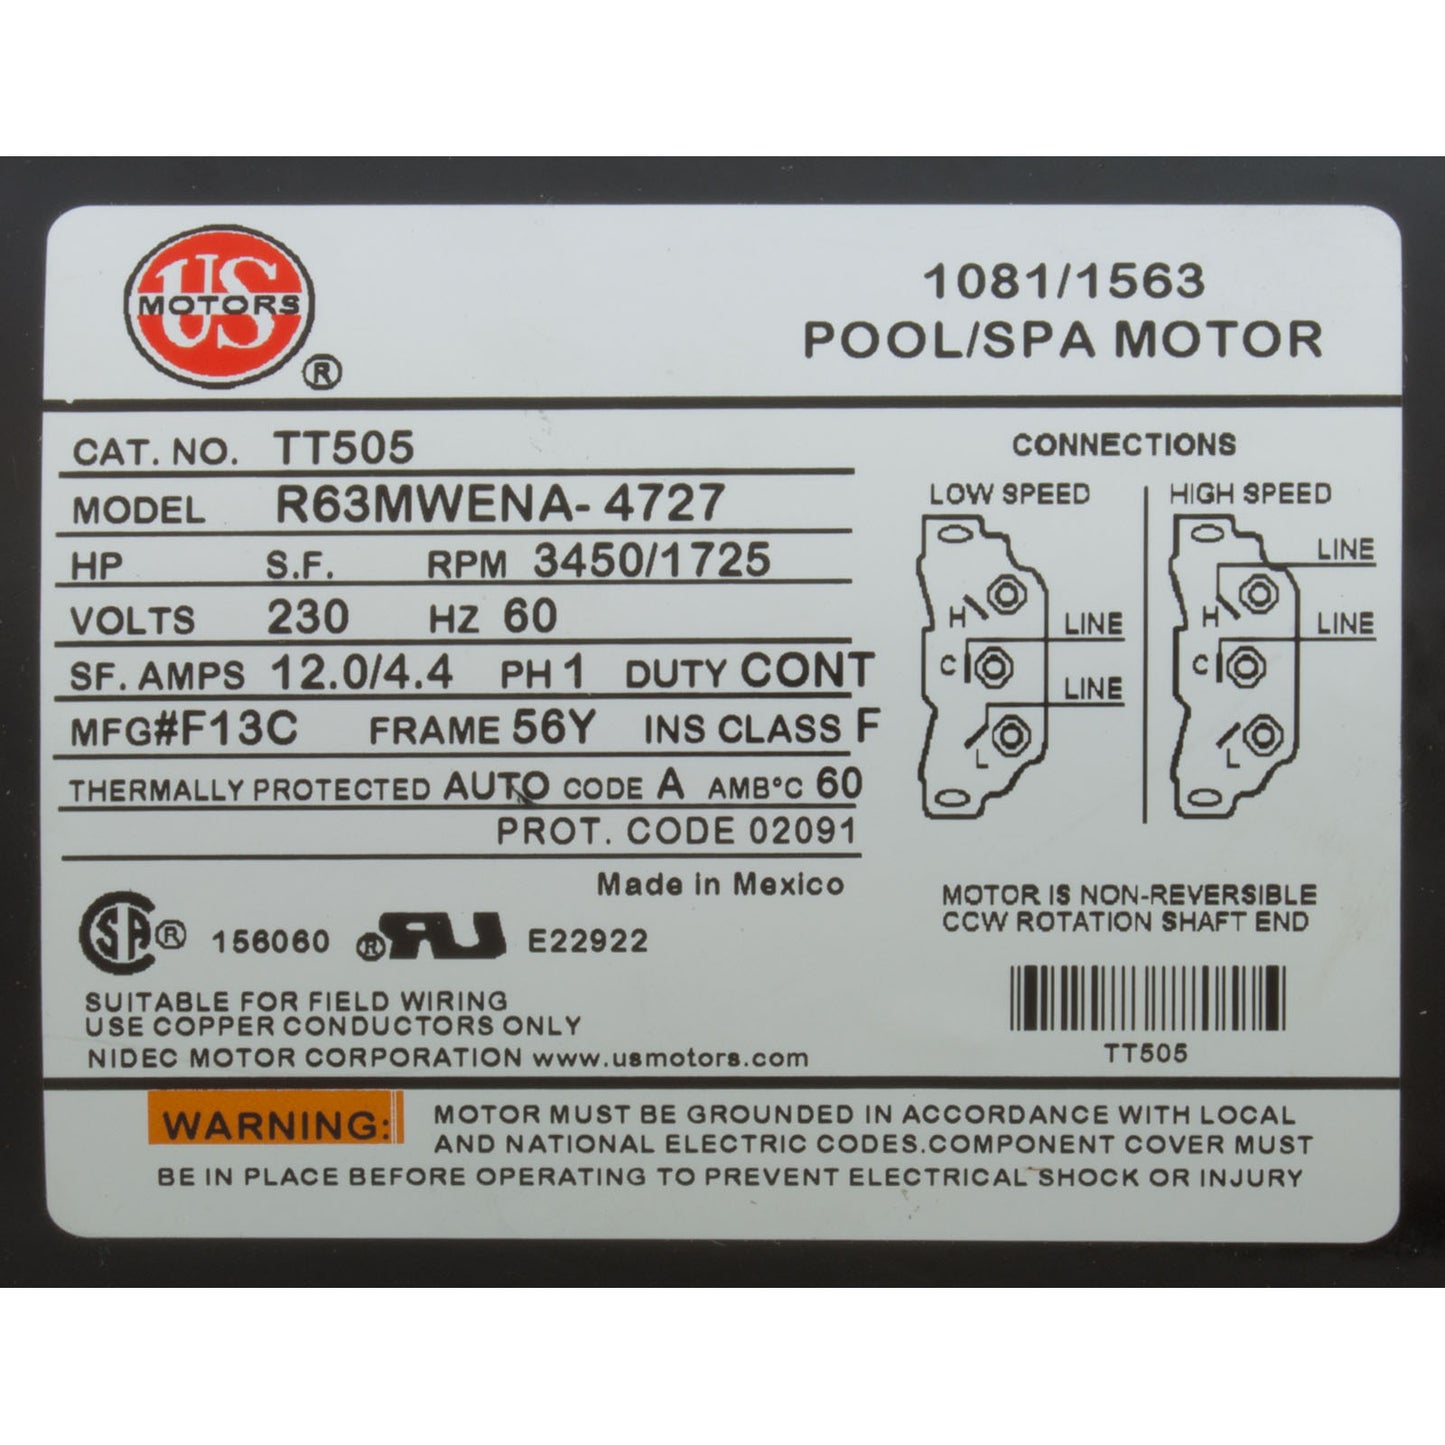 US
MOTORS
®
1081/1563
POOL/SPA MOTOR
CAT. NO. TT505
MODEL R63MWENA- 4727
HP S.F. RPM 3450/1725
VOLTS 230 HZ 60
SF. AMPS 12.0/4.4 PH 1 DUTY CONT
MFG#F13C FRAME 56Y INS CLASS F
THERMALLY PROTECTED AUTO CODE A AMB°C 60
PROT. CODE 02091
Made in Mexico
CONNECTIONS
LOW SPEED
H
C
L
LINE
LINE
HIGH SPEED
LINE
H
LINE
C
L
MOTOR IS NON-REVERSIBLE
CCW ROTATION SHAFT END
TT505
SA® 156060 ®RU E22922
SUITABLE FOR FIELD WIRING
USE COPPER CONDUCTORS ONLY
NIDEC MOTOR CORPORATION www.usmotors.com
WARNING: MOTOR MUST BE GROUNDED IN ACCORDANCE WITH LOCAL
AND NATIONAL ELECTRIC CODES.COMPONENT COVER MUST
BE IN PLACE BEFORE OPERATING TO PREVENT ELECTRICAL SHOCK OR INJURY